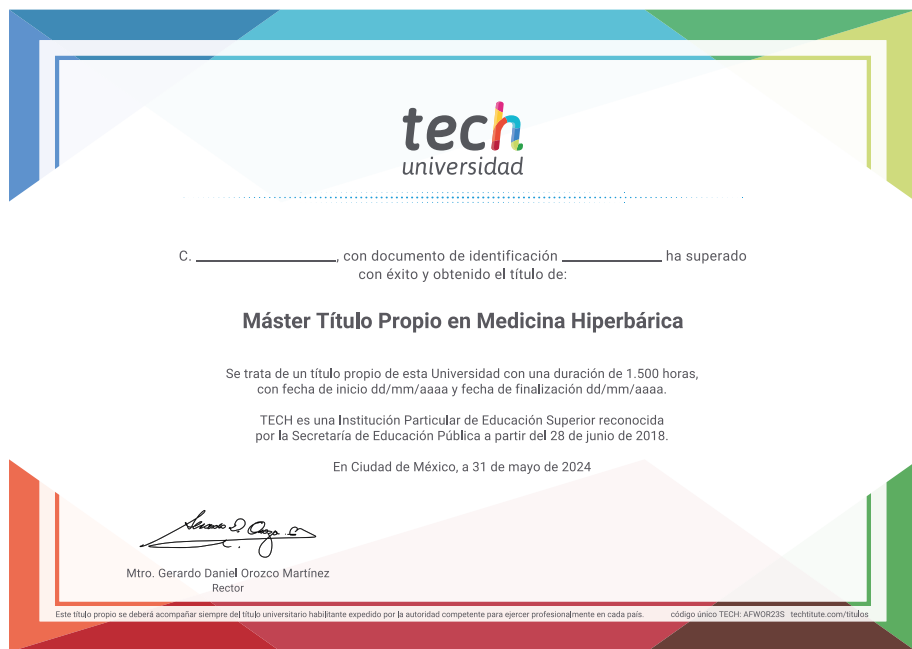 tech
universidad
C. ________________, con documento de identificación ____________ ha superado
con éxito y obtenido el título de:
Máster Título Propio en Medicina Hiperbárica
Se trata de un título propio de esta Universidad con una duración de 1.500 horas,
con fecha de inicio dd/mm/aaaa y fecha de finalización dd/mm/aaaa.
TECH es una Institución Particular de Educación Superior reconocida
por la Secretaría de Educación Pública a partir del 28 de junio de 2018.
En Ciudad de México, a 31 de mayo de 2024
Mtro. Gerardo Daniel Orozco Martínez
Rector
Este título propio se deberá acompañar siempre del título universitario habilitante expedido por la autoridad competente para ejercer profesionalmente en cada país. código único TECH: AFWOR23S techtitute.com/titulos